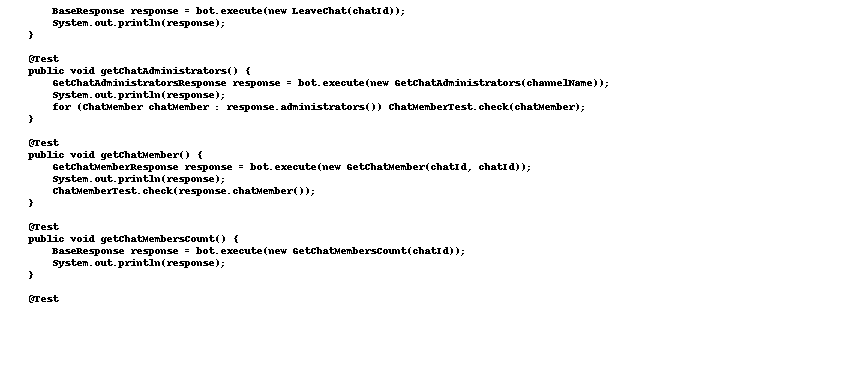 BaseResponse response = bot.execute(new LeaveChat(chatId));
System.out.println(response);
}
@Test
public void getChatAdministrators() {
GetChatAdministratorsResponse response = bot.execute(new GetChatAdministrators(channelName));
System.out.println(response);
for (ChatMember chatMember : response.administrators()) ChatMemberTest.check(chatMember);
}
@Test
public void getChatMember() {
GetChatMemberResponse response = bot.execute(new GetChatMember(chatId, chatId));
System.out.println(response);
ChatMemberTest.check(response.chatMember());
}
@Test
public void getChatMembersCount() {
BaseResponse response = bot.execute(new GetChatMembersCount(chatId));
System.out.println(response);
}
@Test